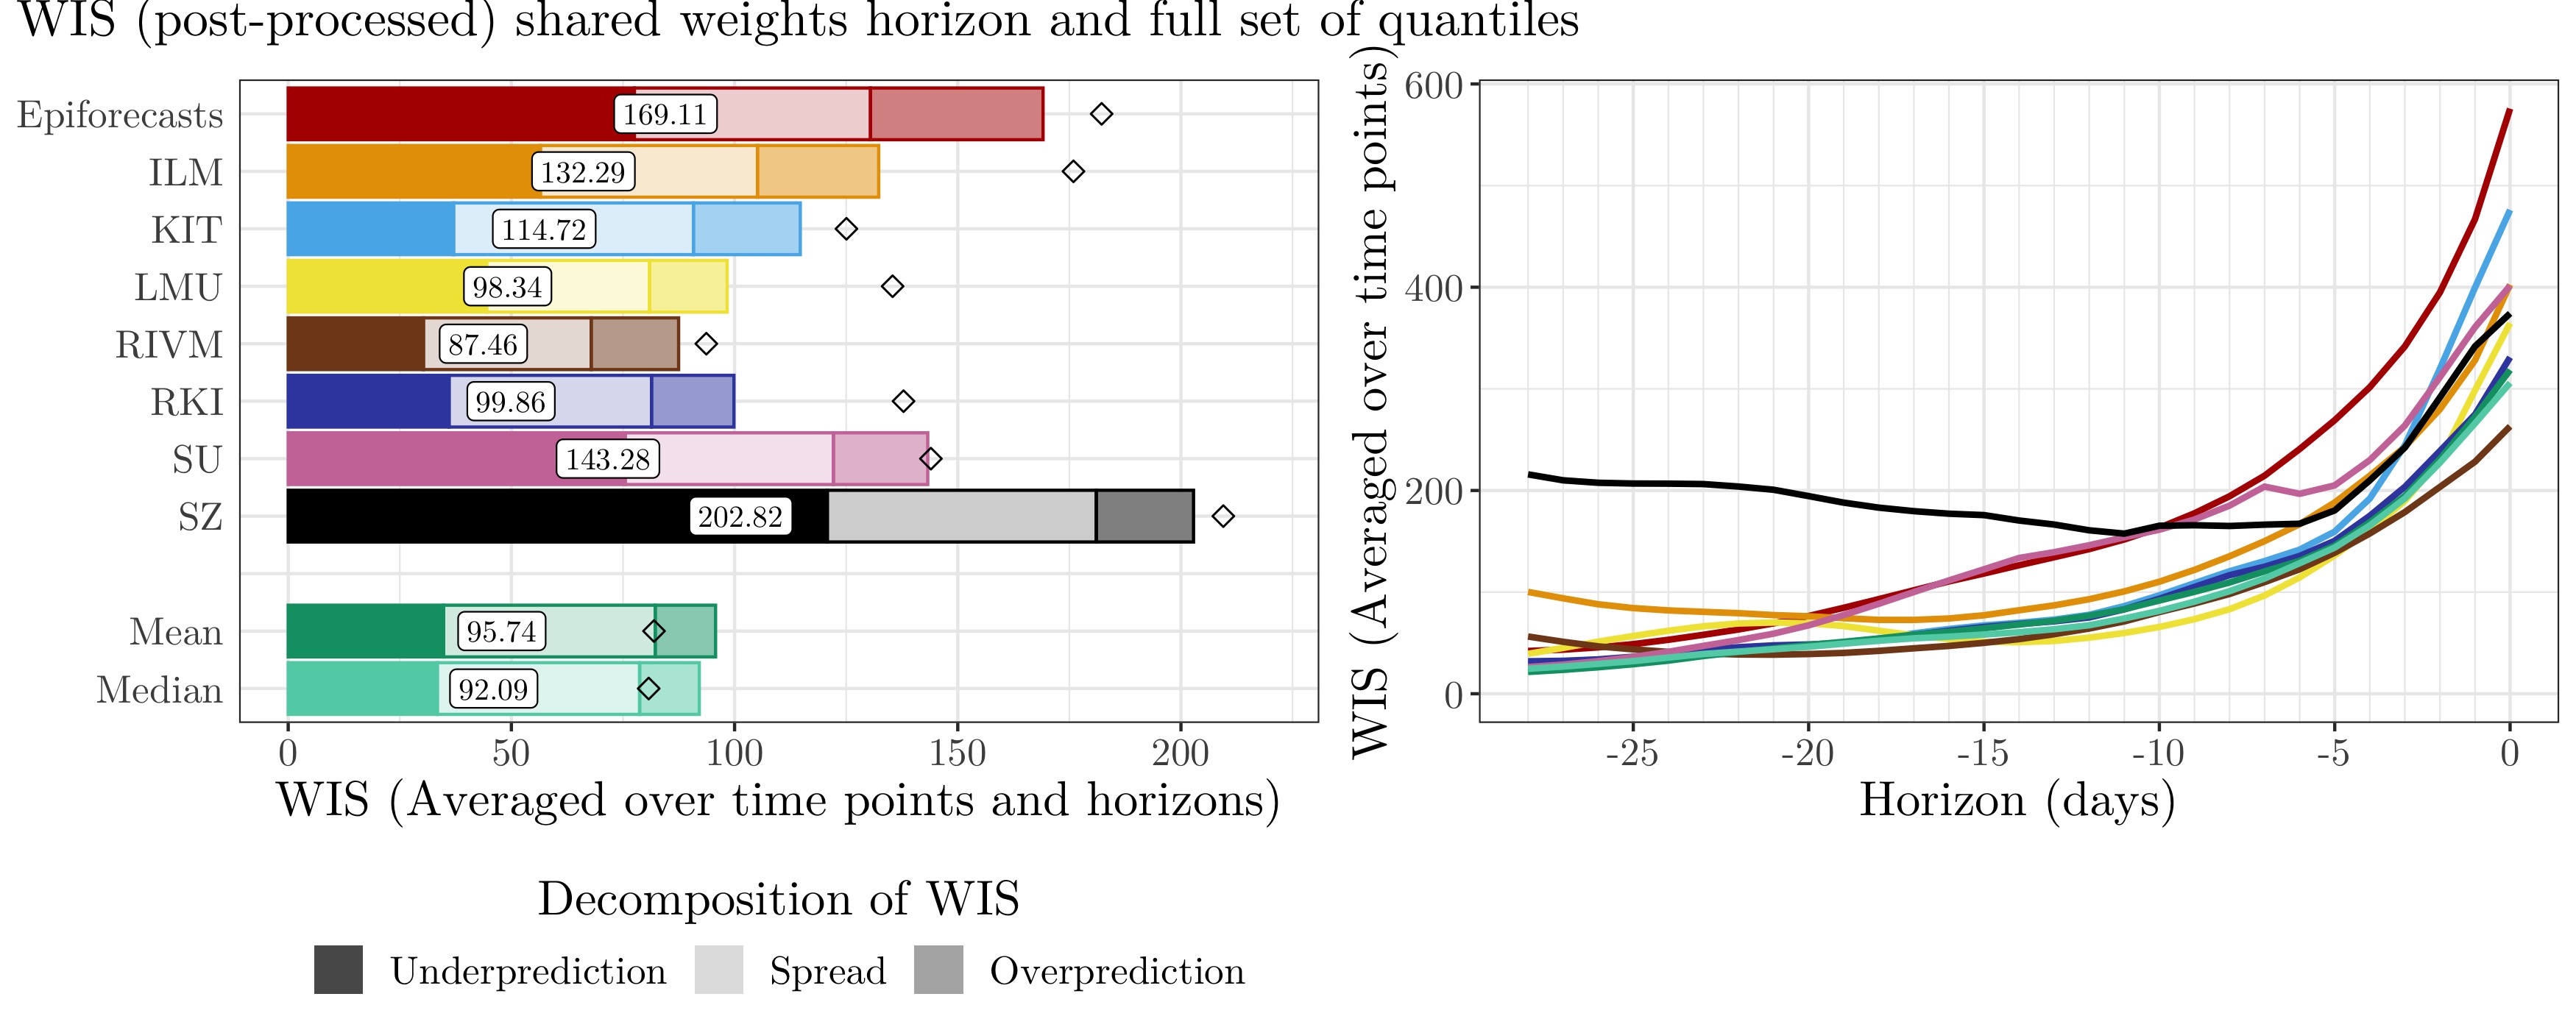 WIS (post-processed) shared weights horizon and full set of quantiles
Epiforecasts
169.11
ILM
132.29
KIT
114.72
LMU
98.34
RIVM
87.46
RKI
99.86
SU
143.28
SZ
202.82
Mean
95.74
Median
92.09
0 50 100 150 200
WIS (Averaged over time points and horizons)
WIS (Averaged over time points)
600
400
200
0
-25 -20 -15 -10 -5 0
Horizon (days)
Decomposition of WIS
Underprediction Spread Overprediction